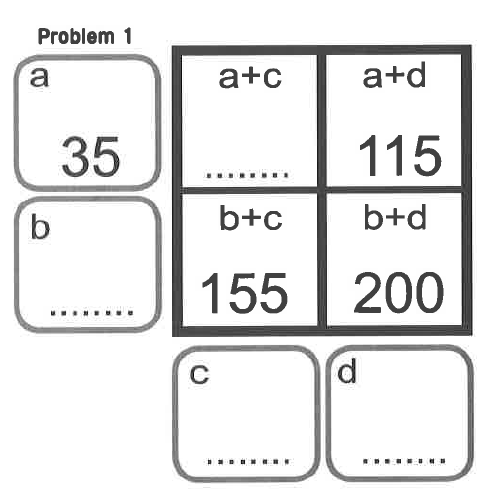 Problem 1
a
35
a+c
........
a+d
115
b
........
b+c
155
b+d
200
c
........
d
........